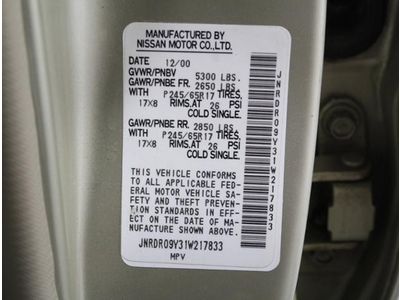 MANUFACTURED BY
NISSAN MOTOR CO.,LTD.
DATE 12/00
GVWR/PNBV 5300 LBS.
GAWR/PNBE FR. 2650 LBS.
WITH P245/65R17 TIRES,
17X8 RIMS,AT 26 PSI
COLD SINGLE.
GAWR/PNBE RR. 2850 LBS.
WITH P245/65R17 TIRES,
17X8 RIMS,AT 26 PSI
COLD SINGLE.
THIS VEHICLE CONFORMS
TO ALL APPLICABLE FED-
ERAL MOTOR VEHICLE SA-
FETY AND THEFT PREVEN-
TION STANDARDS IN EFF-
ECT ON THE DATE OF MA-
NUFACTURE SHOWN ABOVE.
JNRDR09Y31W217833
MPV
JNRDR09Y31W217833